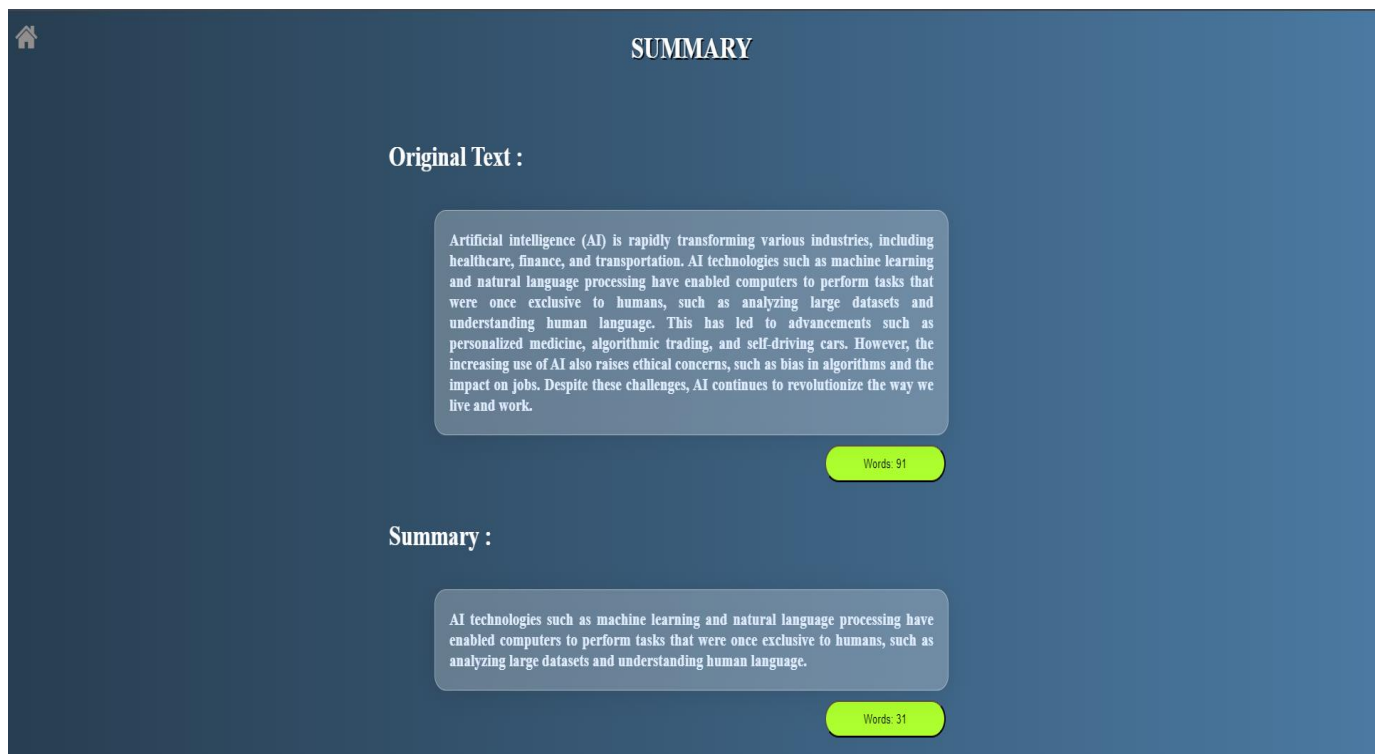 SUMMARY
Original Text :
Artificial intelligence (AI) is rapidly transforming various industries, including
healthcare, finance, and transportation. AI technologies such as machine learning
and natural language processing have enabled computers to perform tasks that
were once exclusive to humans, such as analyzing large datasets and
understanding human language. This has led to advancements such as
personalized medicine, algorithmic trading, and self-driving cars. However, the
increasing use of AI also raises ethical concerns, such as bias in algorithms and the
impact on jobs. Despite these challenges, AI continues to revolutionize the way we
live and work.
Words: 91
Summary :
AI technologies such as machine learning and natural language processing have
enabled computers to perform tasks that were once exclusive to humans, such as
analyzing large datasets and understanding human language.
Words: 31